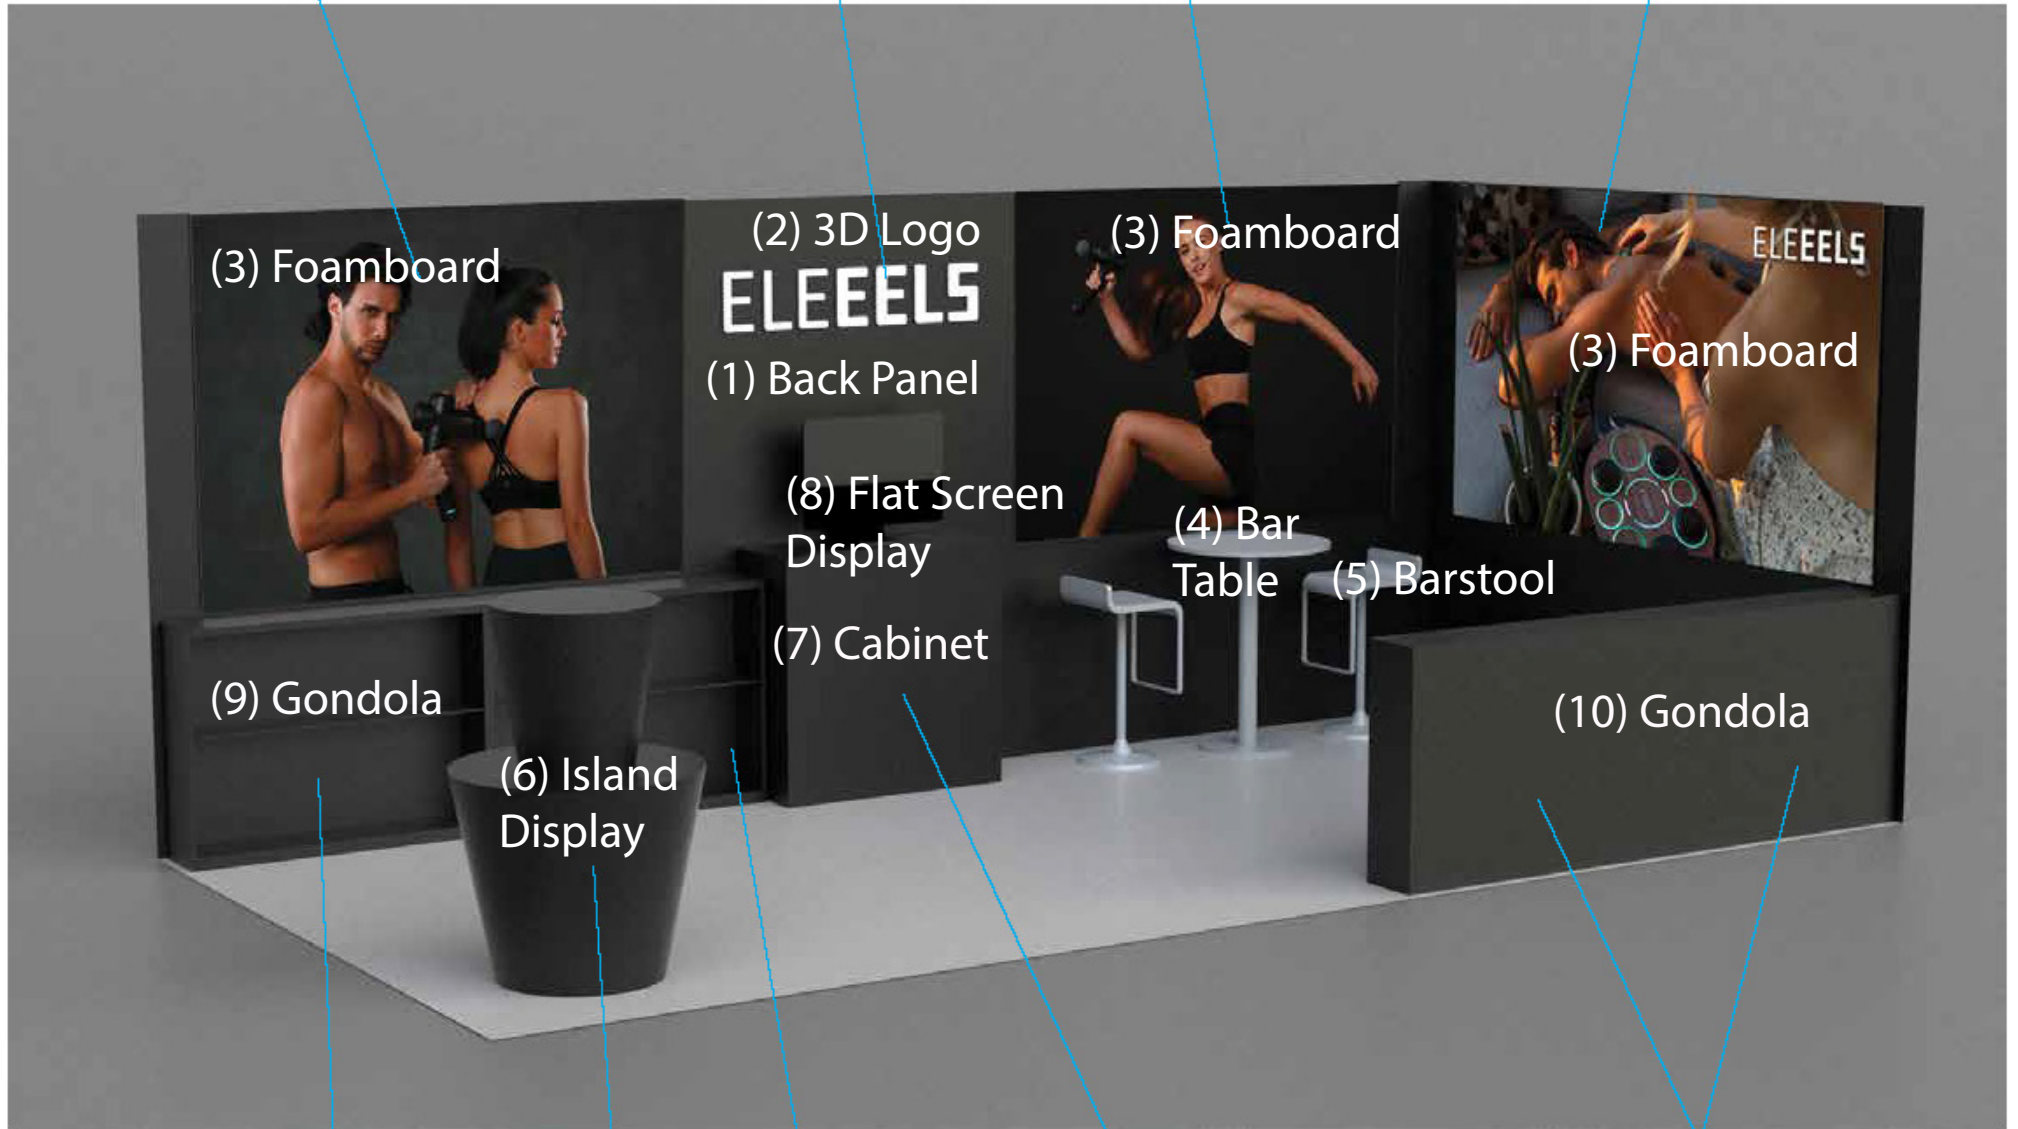 (2) 3D Logo
(3) Foamboard
(3) Foamboard
ELEEELS
ELEEELS
(3) Foamboard
(1) Back Panel
(8) Flat Screen
Display
(4) Bar
Table
(5) Barstool
(7) Cabinet
(9) Gondola
(10) Gondola
(6) Island
Display